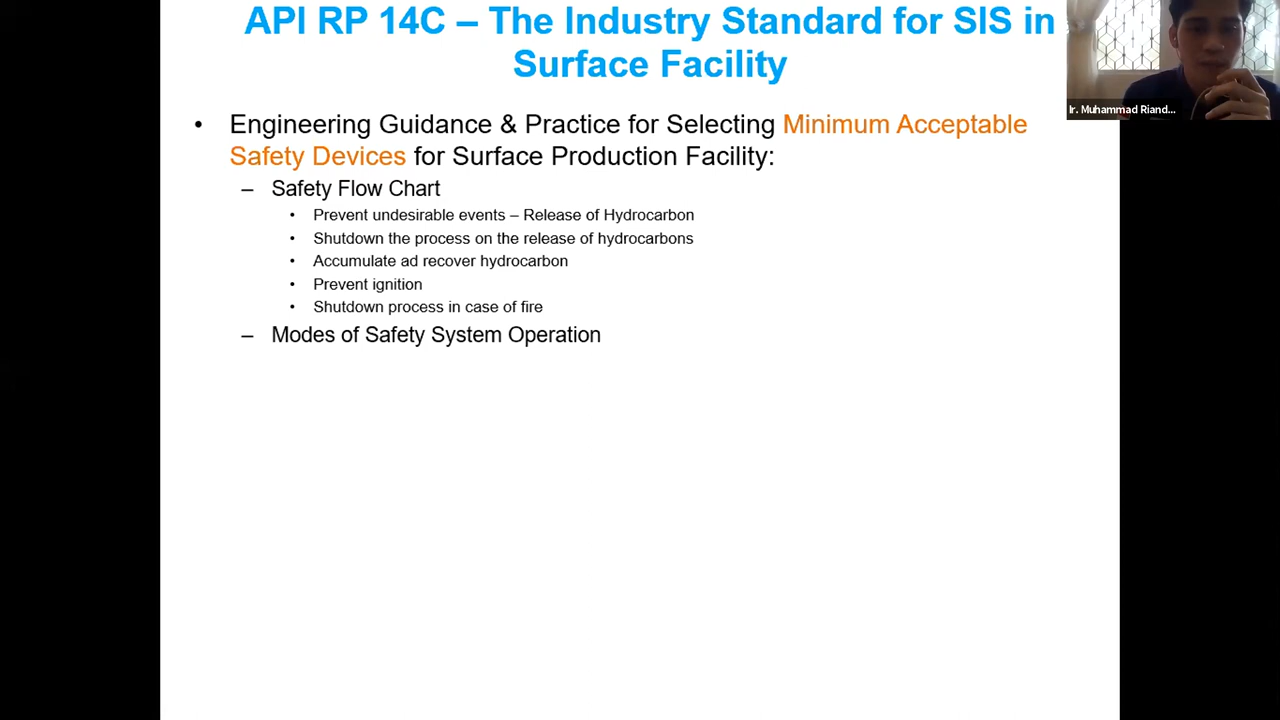 API RP 14C – The Industry Standard for SIS in
Surface Facility
Ir. Muhammad Riand...
• Engineering Guidance & Practice for Selecting Minimum Acceptable
Safety Devices for Surface Production Facility:
– Safety Flow Chart
• Prevent undesirable events – Release of Hydrocarbon
• Shutdown the process on the release of hydrocarbons
• Accumulate ad recover hydrocarbon
• Prevent ignition
• Shutdown process in case of fire
– Modes of Safety System Operation